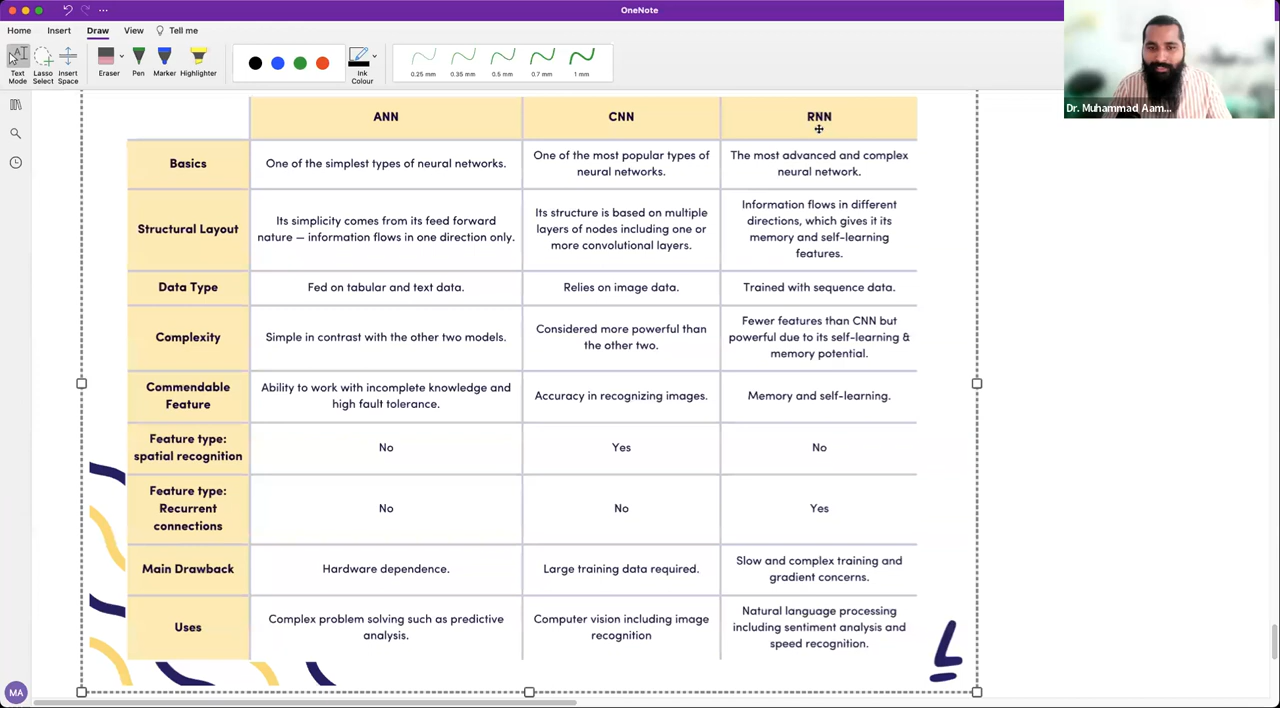 OneNote
Home
Insert
Draw
View
Tell me
Text
Mode
Lasso
Select
Insert
Space
Eraser
Pen
Marker
Highlighter
Ink
Colour
0.25 mm
0.35 mm
0.5 mm
0.7 mm
1 mm
Dr. Muhammad Aam...
ANN
CNN
RNN
Basics
One of the simplest types of neural networks.
One of the most popular types of
neural networks.
The most advanced and complex
neural network.
Structural Layout
Its simplicity comes from its feed forward
nature — information flows in one direction only.
Its structure is based on multiple
layers of nodes including one or
more convolutional layers.
Information flows in different
directions, which gives it its
memory and self-learning
features.
Data Type
Fed on tabular and text data.
Relies on image data.
Trained with sequence data.
Complexity
Simple in contrast with the other two models.
Considered more powerful than
the other two.
Fewer features than CNN but
powerful due to its self-learning &
memory potential.
Commendable
Feature
Ability to work with incomplete knowledge and
high fault tolerance.
Accuracy in recognizing images.
Memory and self-learning.
Feature type:
spatial recognition
No
Yes
No
Feature type:
Recurrent
connections
No
No
Yes
Main Drawback
Hardware dependence.
Large training data required.
Slow and complex training and
gradient concerns.
Uses
Complex problem solving such as predictive
analysis.
Computer vision including image
recognition
Natural language processing
including sentiment analysis and
speed recognition.
L
MA